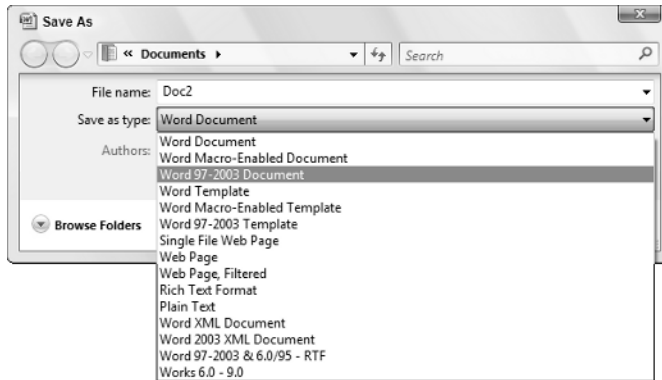 Save As
« Documents
Search
File name: Doc2
Save as type: Word Document
Authors:
Word Document
Word Macro-Enabled Document
Word 97-2003 Document
Word Template
Word Macro-Enabled Template
Word 97-2003 Template
Single File Web Page
Web Page
Web Page, Filtered
Rich Text Format
Plain Text
Word XML Document
Word 2003 XML Document
Word 97-2003 & 6.0/95 - RTF
Works 6.0 - 9.0
Browse Folders